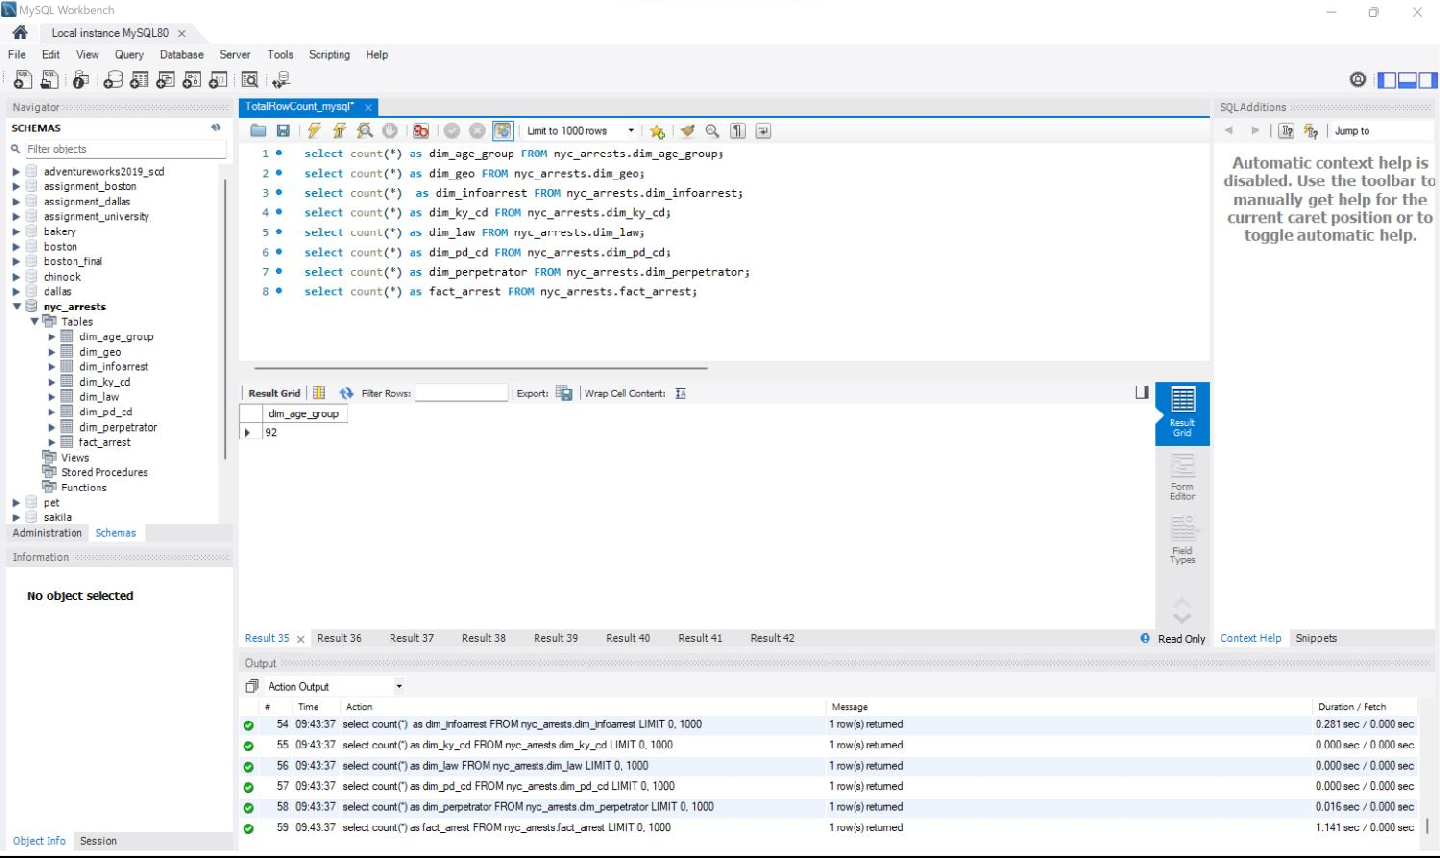 MySQL Workbench
Local instance MySQL80
File Edit View Query Database Server Tools Scripting Help
Navigator
SCHEMAS
Filter objects
adventureworks2019_scd
assignment_boston
assignment_dallas
assignment_university
bakery
boston
boston_final
chinook
dallas
nyc_arrests
Tables
dim_age_group
dim_geo
dim_infoarrest
dim_ky_cd
dim_law
dim_pd_cd
dim_perpetrator
fact_arrest
Views
Stored Procedures
Functions
pet
sakila
Administration Schemas
Information
No object selected
Object Info Session
TotalRowCount_mysql*
Limit to 1000 rows
1 select count(*) as dim_age_group FROM nyc_arrests.dim_age_group;
2 select count(*) as dim_geo FROM nyc_arrests.dim_geo;
3 select count(*)  as dim_infoarrest FROM nyc_arrests.dim_infoarrest;
4 select count(*) as dim_ky_cd FROM nyc_arrests.dim_ky_cd;
5 select count(*) as dim_law FROM nyc_arrests.dim_law;
6 select count(*) as dim_pd_cd FROM nyc_arrests.dim_pd_cd;
7 select count(*) as dim_perpetrator FROM nyc_arrests.dim_perpetrator;
8 select count(*) as fact_arrest FROM nyc_arrests.fact_arrest;
Result Grid Filter Rows: Export: Wrap Cell Content:
dim_age_group
92
Result Grid
Form Editor
Field Types
Result 35 Result 36 Result 37 Result 38 Result 39 Result 40 Result 41 Result 42
Read Only
SQLAdditions
Jump to
Automatic context help is
disabled. Use the toolbar to
manually get help for the
current caret position or to
toggle automatic help.
Context Help Snippets
Output
Action Output
# Time Action Message Duration / Fetch
54 09:43:37 select count(*)  as dim_infoarrest FROM nyc_arrests.dim_infoarrest LIMIT 0, 1000 1 row(s) returned 0.281 sec / 0.000 sec
55 09:43:37 select count(*) as dim_ky_cd FROM nyc_arrests.dim_ky_cd LIMIT 0, 1000 1 row(s) returned 0.000 sec / 0.000 sec
56 09:43:37 select count(*) as dim_law FROM nyc_arrests.dim_law LIMIT 0, 1000 1 row(s) returned 0.000 sec / 0.000 sec
57 09:43:37 select count(*) as dim_pd_cd FROM nyc_arrests.dim_pd_cd LIMIT 0, 1000 1 row(s) returned 0.000 sec / 0.000 sec
58 09:43:37 select count(*) as dim_perpetrator FROM nyc_arrests.dim_perpetrator LIMIT 0, 1000 1 row(s) returned 0.016 sec / 0.000 sec
59 09:43:37 select count(*) as fact_arrest FROM nyc_arrests.fact_arrest LIMIT 0, 1000 1 row(s) returned 1.141 sec / 0.000 sec